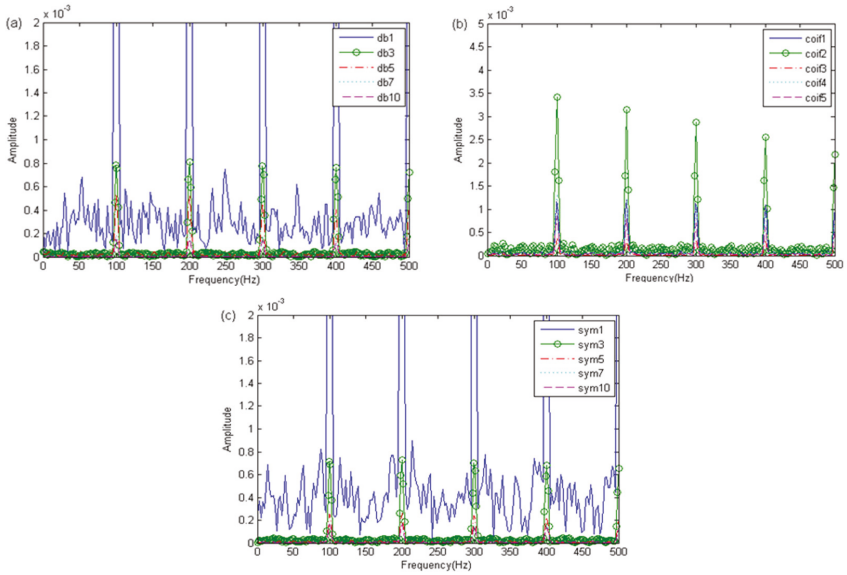 (a)
x 10⁻³
2
1.8
1.6
1.4
1.2
1
0.8
0.6
0.4
0.2
0
Amplitude
db1
db3
db5
db7
db10
0 50 100 150 200 250 300 350 400 450 500
Frequency(Hz)
(b)
x 10⁻³
5
4.5
4
3.5
3
2.5
2
1.5
1
0.5
0
Amplitude
coif1
coif2
coif3
coif4
coif5
0 50 100 150 200 250 300 350 400 450 500
Frequency(Hz)
(c)
x 10⁻³
2
1.8
1.6
1.4
1.2
1
0.8
0.6
0.4
0.2
0
Amplitude
sym1
sym3
sym5
sym7
sym10
0 50 100 150 200 250 300 350 400 450 500
Frequency(Hz)